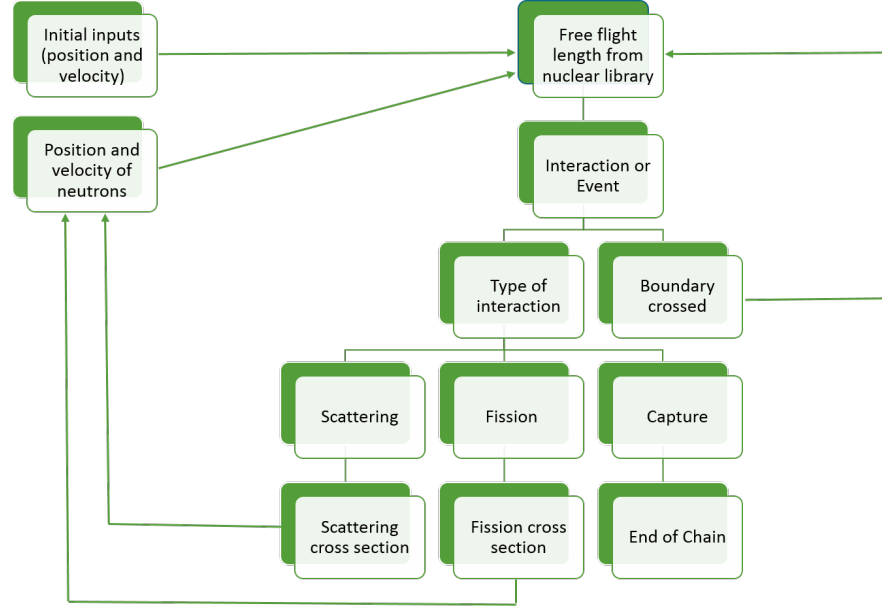 Initial inputs
(position and
velocity)
Free flight
length from
nuclear library
Position and
velocity of
neutrons
Interaction or
Event
Type of
interaction
Boundary
crossed
Scattering
Fission
Capture
Scattering
cross section
Fission cross
section
End of Chain